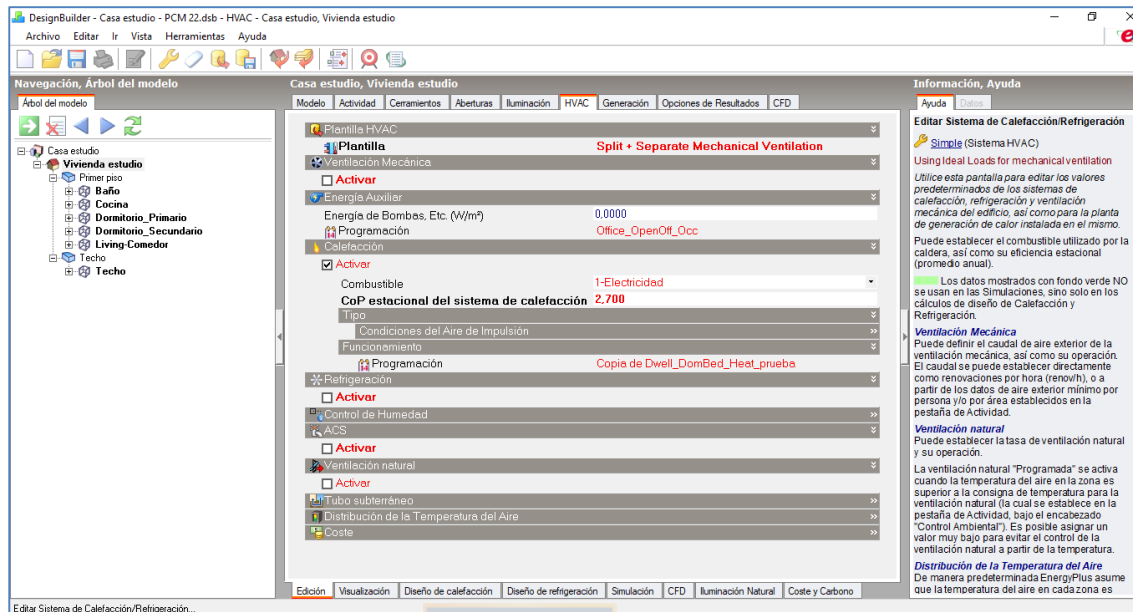 DesignBuilder - Casa estudio - PCM 22.dsb - HVAC - Casa estudio, Vivienda estudio
Archivo Editar Ir Vista Herramientas Ayuda
Navegación, Árbol del modelo
Árbol del modelo
Casa estudio
Vivienda estudio
Primer piso
Baño
Cocina
Dormitorio_Primario
Dormitorio_Secundario
Living-Comedor
Techo
Techo
Casa estudio, Vivienda estudio
Modelo Actividad Cerramientos Aberturas Iluminación HVAC Generación Opciones de Resultados CFD
Plantilla HVAC
Plantilla Split + Separate Mechanical Ventilation
Ventilación Mecánica
Activar
Energía Auxiliar
Energía de Bombas, Etc. (W/m²) 0,0000
Programación Office_OpenOff_Occ
Calefacción
Activar
Combustible 1-Electricidad
CoP estacional del sistema de calefacción 2,700
Tipo
Condiciones del Aire de Impulsión
Funcionamiento
Programación Copia de Dwell_DomBed_Heat_prueba
Refrigeración
Activar
Control de Humedad
ACS
Activar
Ventilación natural
Activar
Tubo subterráneo
Distribución de la Temperatura del Aire
Coste
Edición Visualización Diseño de calefacción Diseño de refrigeración Simulación CFD Iluminación Natural Coste y Carbono
Información, Ayuda
Ayuda Datos
Editar Sistema de Calefacción/Refrigeración
Simple (Sistema HVAC)
Using Ideal Loads for mechanical ventilation
Utilice esta pantalla para editar los valores
predeterminados de los sistemas de
calefacción, refrigeración y ventilación
mecánica del edificio, así como para la planta
de generación de calor instalada en el mismo.
Puede establecer el combustible utilizado por la
caldera, así como su eficiencia estacional
(promedio anual).
Los datos mostrados con fondo verde NO
se usan en las Simulaciones, sino solo en los
cálculos de diseño de Calefacción y
Refrigeración.
Ventilación Mecánica
Puede definir el caudal de aire exterior de la
ventilación mecánica, así como su operación.
El caudal se puede establecer directamente
como renovaciones por hora (renov/h), o a
partir de los datos de aire exterior mínimo por
persona y/o por área establecidos en la
pestaña de Actividad.
Ventilación natural
Puede establecer la tasa de ventilación natural
y su operación.
La ventilación natural "Programada" se activa
cuando la temperatura del aire en la zona es
superior a la consigna de temperatura para la
ventilación natural (la cual se establece en la
pestaña de Actividad, bajo el encabezado
"Control Ambiental"). Es posible asignar un
valor muy bajo para evitar el control de la
ventilación natural a partir de la temperatura.
Distribución de la Temperatura del Aire
De manera predeterminada EnergyPlus asume
que la temperatura del aire en cada zona es
Editar Sistema de Calefacción/Refrigeración...